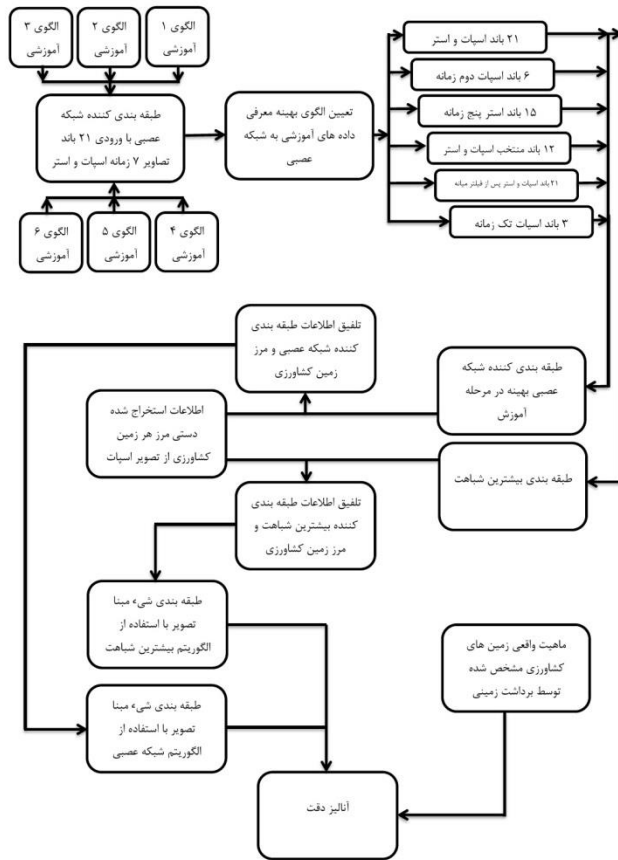 الگوی ۱
آموزشی
الگوی ۲
آموزشی
الگوی ۳
آموزشی
طبقه بندی کننده شبکه
عصبی با ورودی ۲۱ باند
تصاویر ۷ زمانه اسپات و استر
الگوی ۴
آموزشی
الگوی ۵
آموزشی
الگوی ۶
آموزشی
تعیین الگوی بهینه معرفی
داده های آموزشی به شبکه
عصبی
۲۱ باند اسپات و استر
۶ باند اسپات دوم زمانه
۱۵ باند استر پنج زمانه
۱۲ باند منتخب اسپات و استر
۲۱ باند اسپات و استر پس از فیلتر میانه
۳ باند اسپات تک زمانه
طبقه بندی کننده شبکه
عصبی بهینه در مرحله
آموزش
تلفیق اطلاعات طبقه بندی
کننده شبکه عصبی و مرز
زمین کشاورزی
اطلاعات استخراج شده
دستی مرز هر زمین
کشاورزی از تصویر اسپات
طبقه بندی بیشترین شباهت
تلفیق اطلاعات طبقه بندی
کننده بیشترین شباهت و
مرز زمین کشاورزی
طبقه بندی شیء مبنا
تصویر با استفاده از
الگوریتم بیشترین شباهت
طبقه بندی شیء مبنا
تصویر با استفاده از
الگوریتم شبکه عصبی
ماهیت واقعی زمین های
کشاورزی مشخص شده
توسط برداشت زمینی
آنالیز دقت